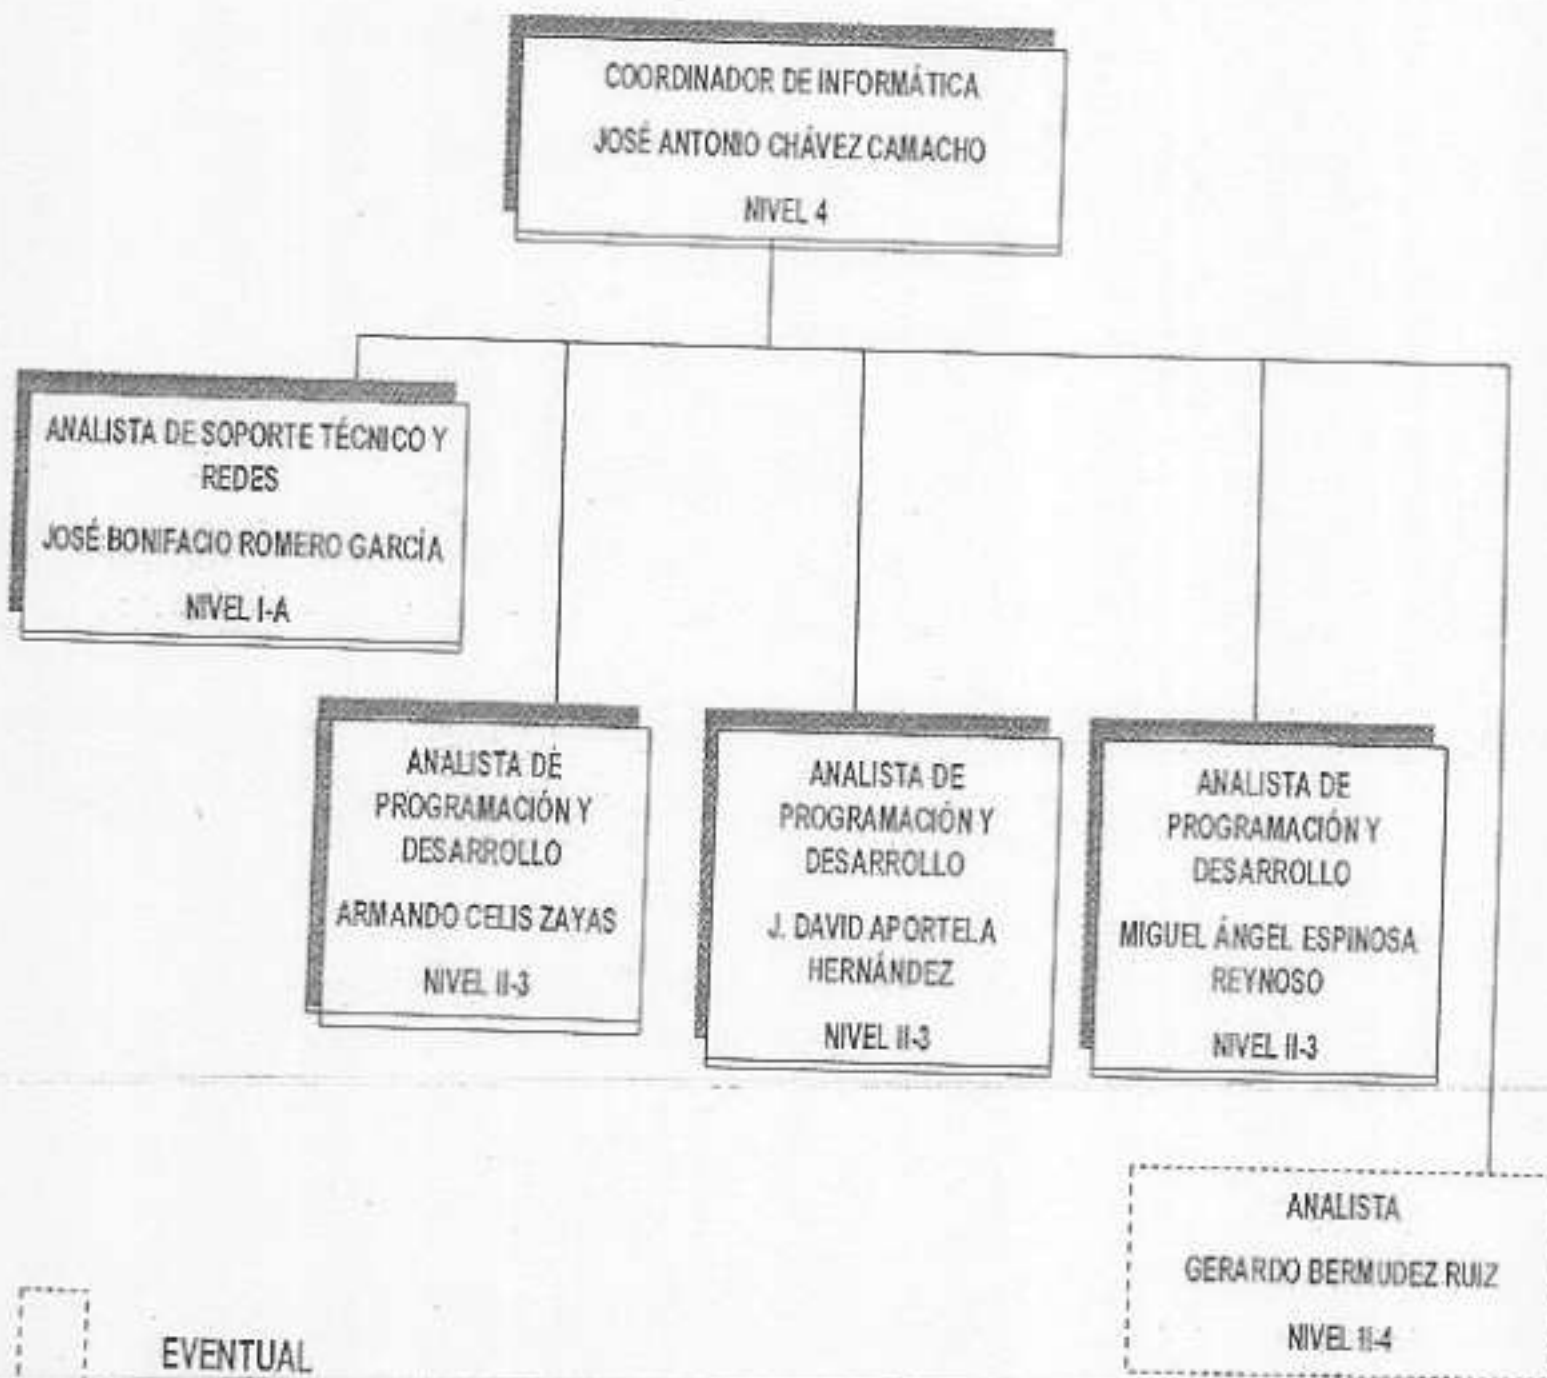 COORDINADOR DE INFORMÁTICA
JOSÉ ANTONIO CHÁVEZ CAMACHO
NIVEL 4
ANALISTA DE SOPORTE TÉCNICO Y
REDES
JOSÉ BONIFACIO ROMERO GARCÍA
NIVEL I-A
ANALISTA DE
PROGRAMACIÓN Y
DESARROLLO
ARMANDO CELIS ZAYAS
NIVEL II-3
ANALISTA DE
PROGRAMACIÓN Y
DESARROLLO
J. DAVID APORTELA
HERNÁNDEZ
NIVEL II-3
ANALISTA DE
PROGRAMACIÓN Y
DESARROLLO
MIGUEL ÁNGEL ESPINOSA
REYNOSO
NIVEL II-3
ANALISTA
GERARDO BERMUDEZ RUIZ
NIVEL II-4
EVENTUAL